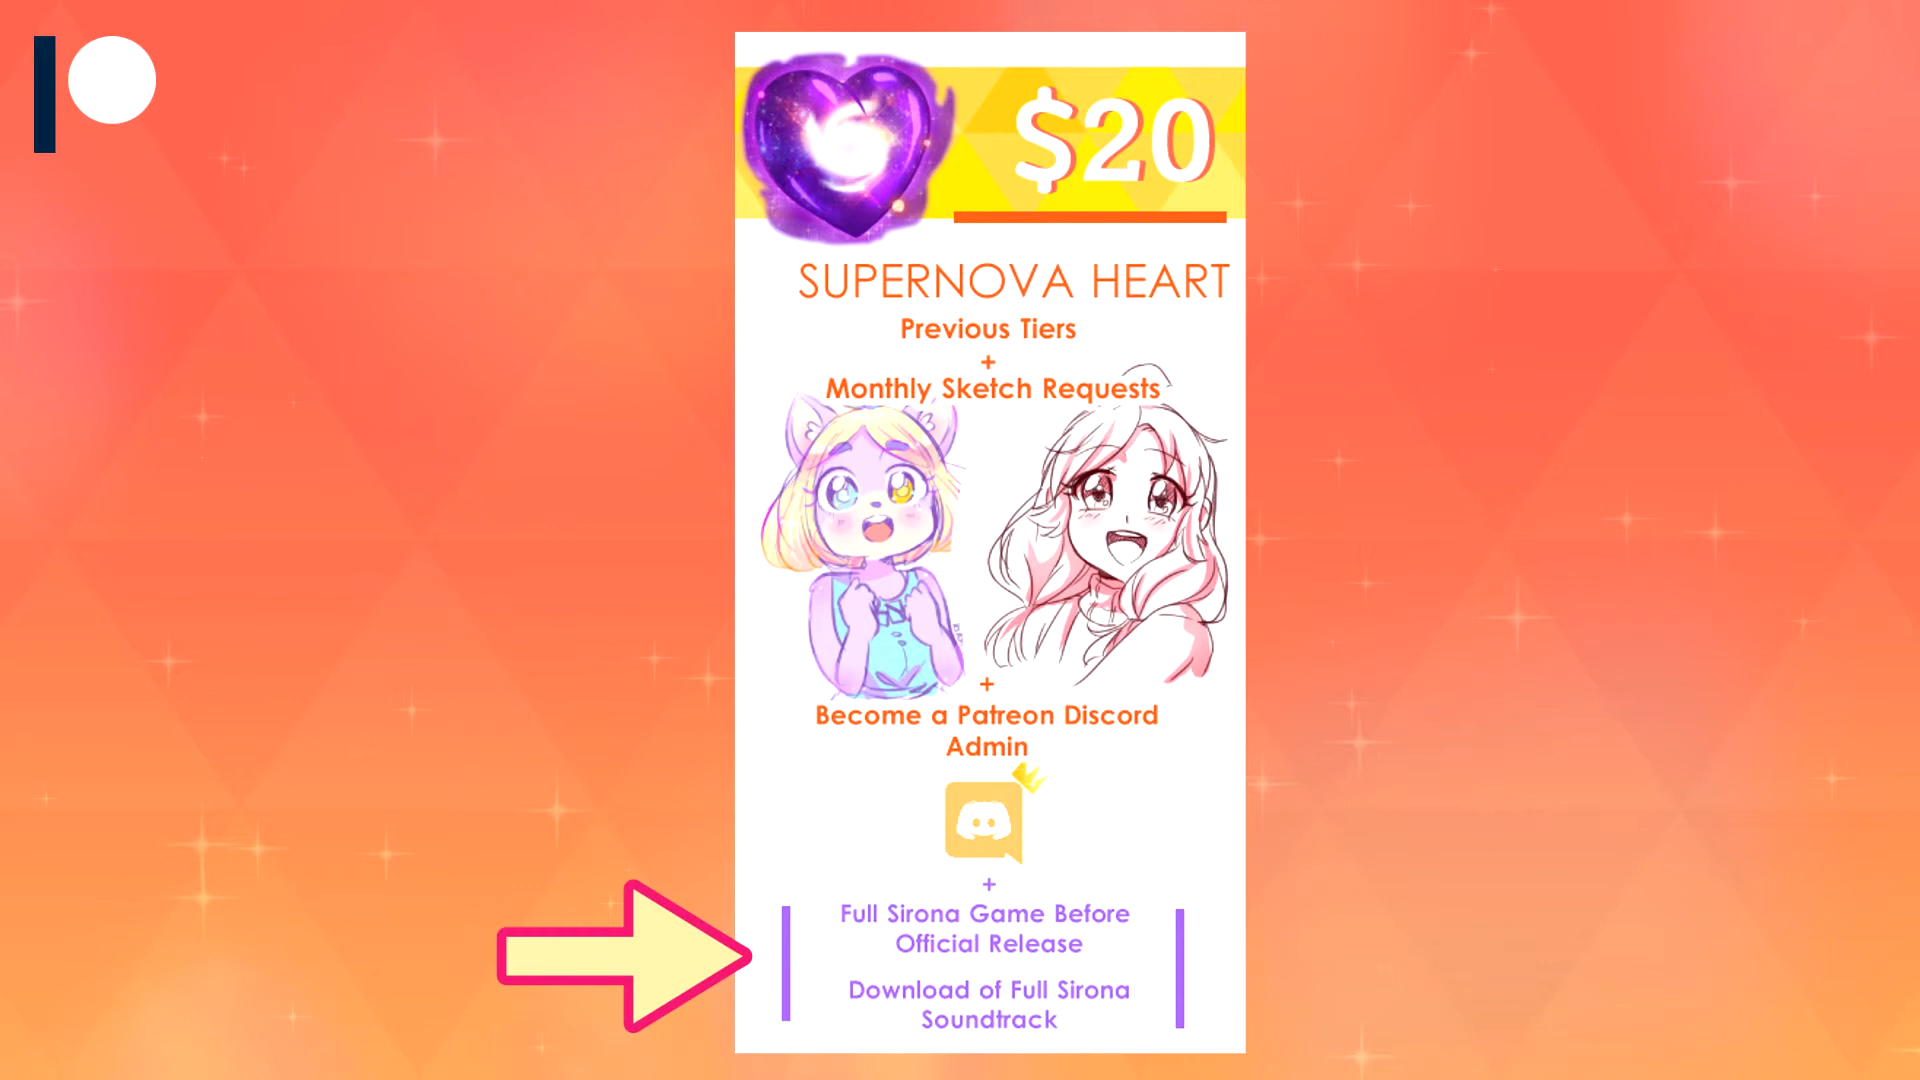 $20
SUPERNOVA HEART
Previous Tiers
+
Monthly Sketch Requests
+
Become a Patreon Discord
Admin
+
Full Sirona Game Before
Official Release
Download of Full Sirona
Soundtrack